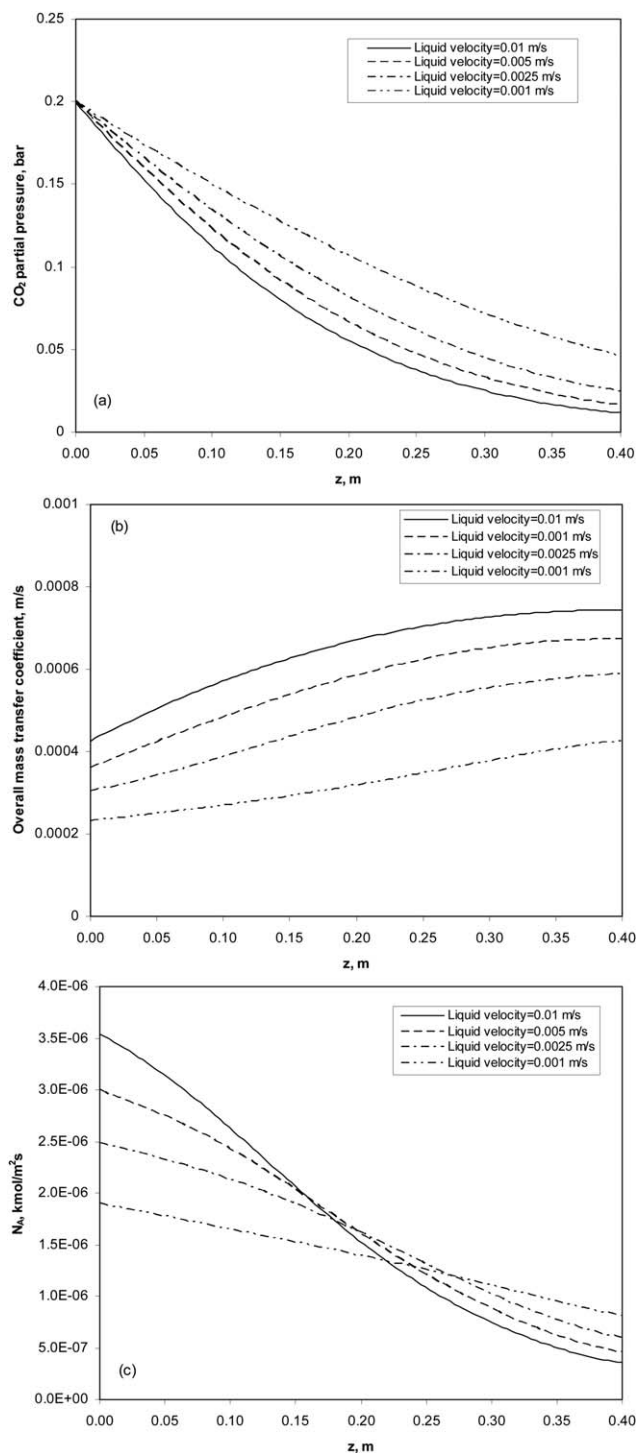 0.25
Liquid velocity=0.01 m/s
Liquid velocity=0.005 m/s
Liquid velocity=0.0025 m/s
Liquid velocity=0.001 m/s
0.2
0.15
CO2 partial pressure, bar
0.1
0.05
(a)
0
0.00 0.05 0.10 0.15 0.20 0.25 0.30 0.35 0.40
z, m
0.001
(b)
Liquid velocity=0.01 m/s
Liquid velocity=0.001 m/s
Liquid velocity=0.0025 m/s
Liquid velocity=0.001 m/s
0.0008
0.0006
Overall mass transfer coefficient, m/s
0.0004
0.0002
0
0.00 0.05 0.10 0.15 0.20 0.25 0.30 0.35 0.40
z, m
4.0E-06
Liquid velocity=0.01 m/s
Liquid velocity=0.005 m/s
Liquid velocity=0.0025 m/s
Liquid velocity=0.001 m/s
3.5E-06
3.0E-06
2.5E-06
NA, kmol/m2s
2.0E-06
1.5E-06
1.0E-06
5.0E-07
(c)
0.0E+00
0.00 0.05 0.10 0.15 0.20 0.25 0.30 0.35 0.40
z, m